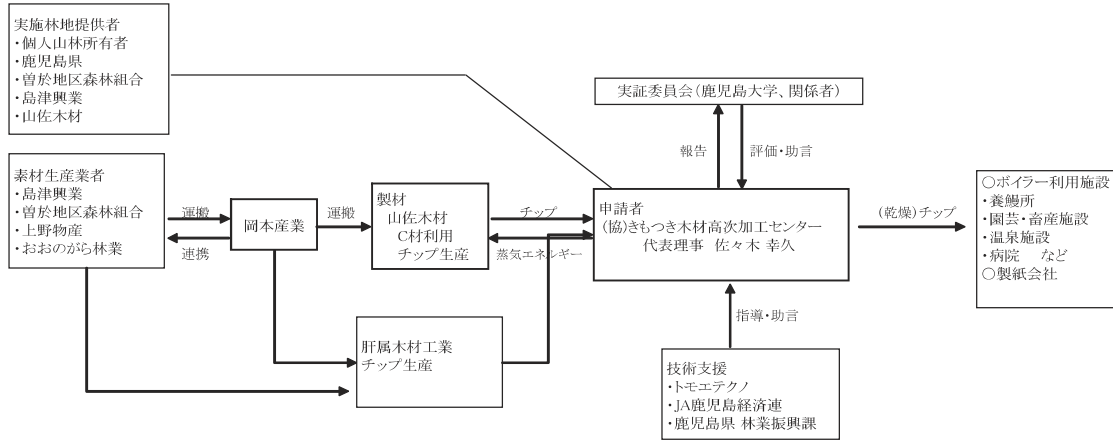 実施林地提供者
・個人山林所有者
・鹿児島県
・曽於地区森林組合
・島津興業
・山佐木材
実証委員会(鹿児島大学、関係者)
報告
評価・助言
素材生産業者
・島津興業
・曽於地区森林組合
・上野物産
・おおのがら林業
運搬
連携
岡本産業
運搬
製材
山佐木材
C材利用
チップ生産
チップ
蒸気エネルギー
申請者
(協)きもつき木材高次加工センター
代表理事 佐々木 幸久
(乾燥)チップ
○ボイラー利用施設
・養鰻所
・園芸・畜産施設
・温泉施設
・病院 など
○製紙会社
肝属木材工業
チップ生産
指導・助言
技術支援
・トモエテクノ
・JA鹿児島経済連
・鹿児島県 林業振興課